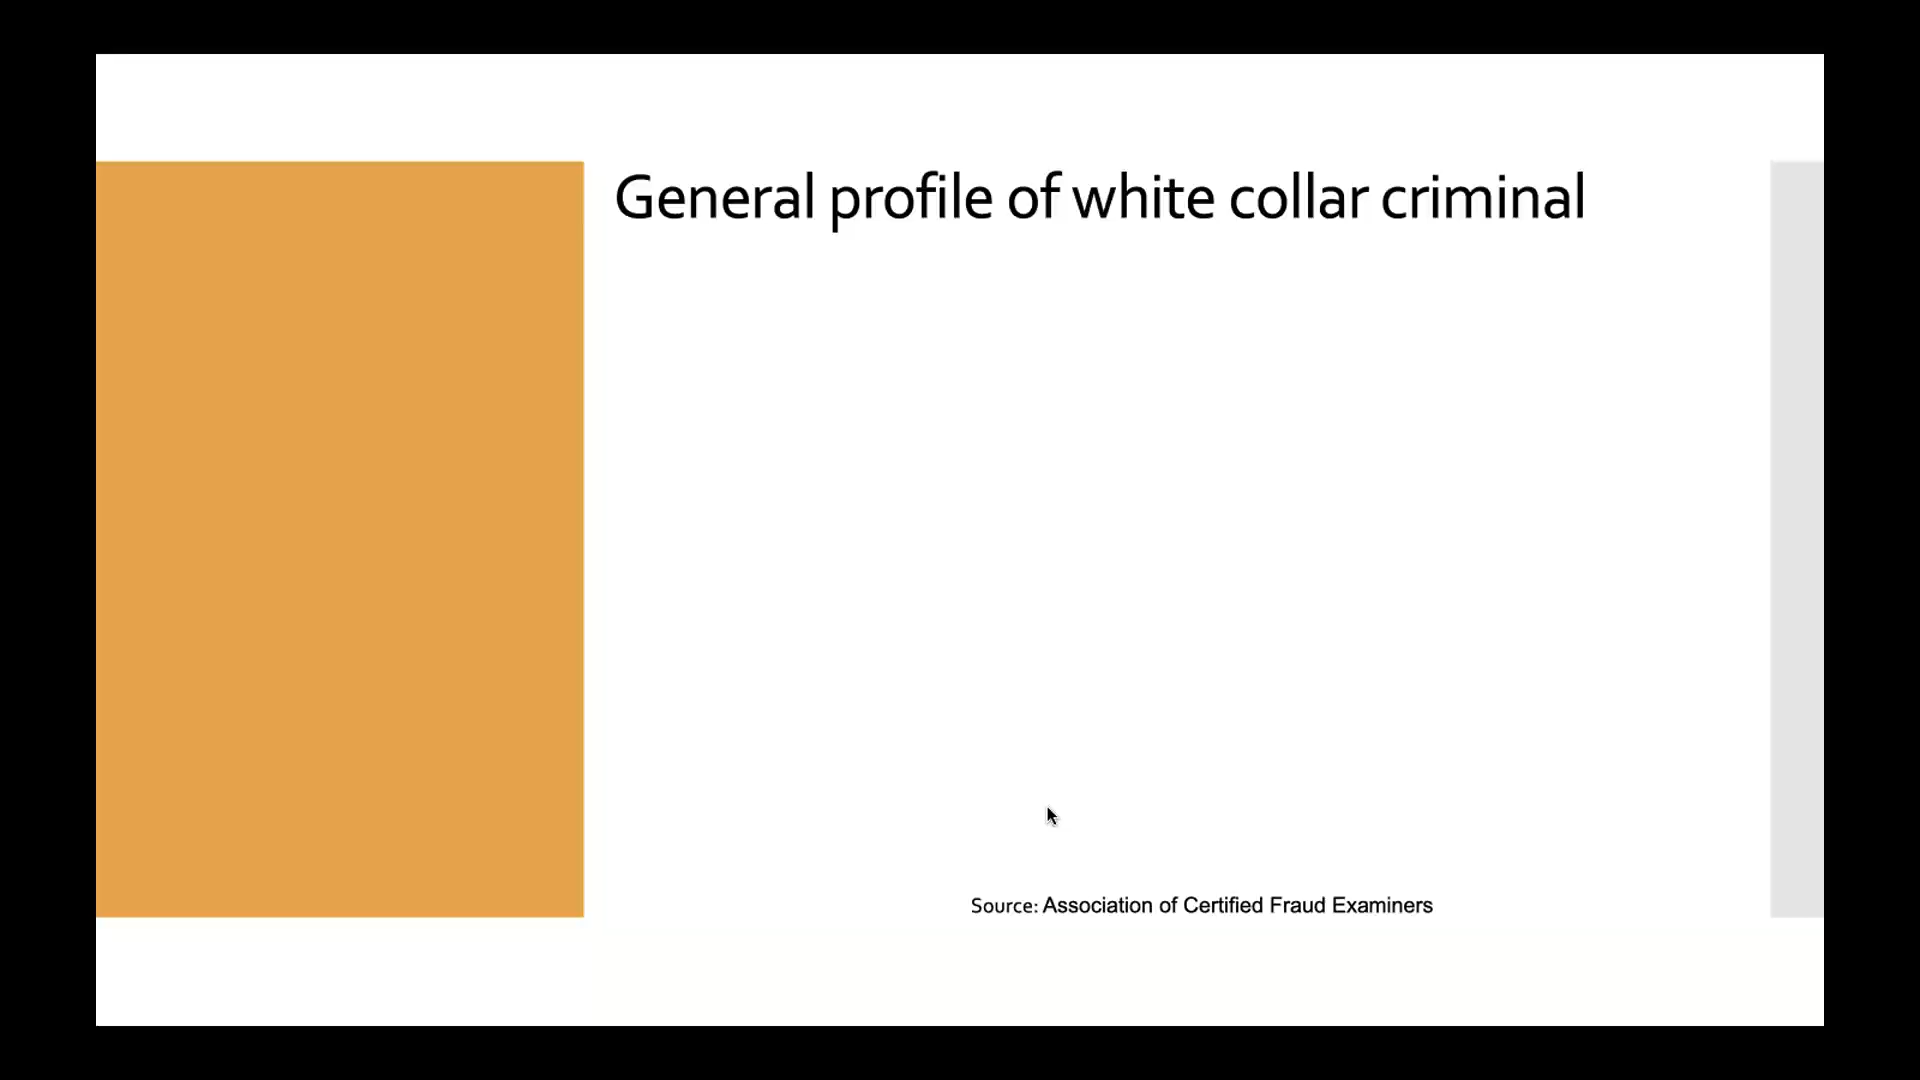 General profile of white collar criminal
Source: Association of Certified Fraud Examiners